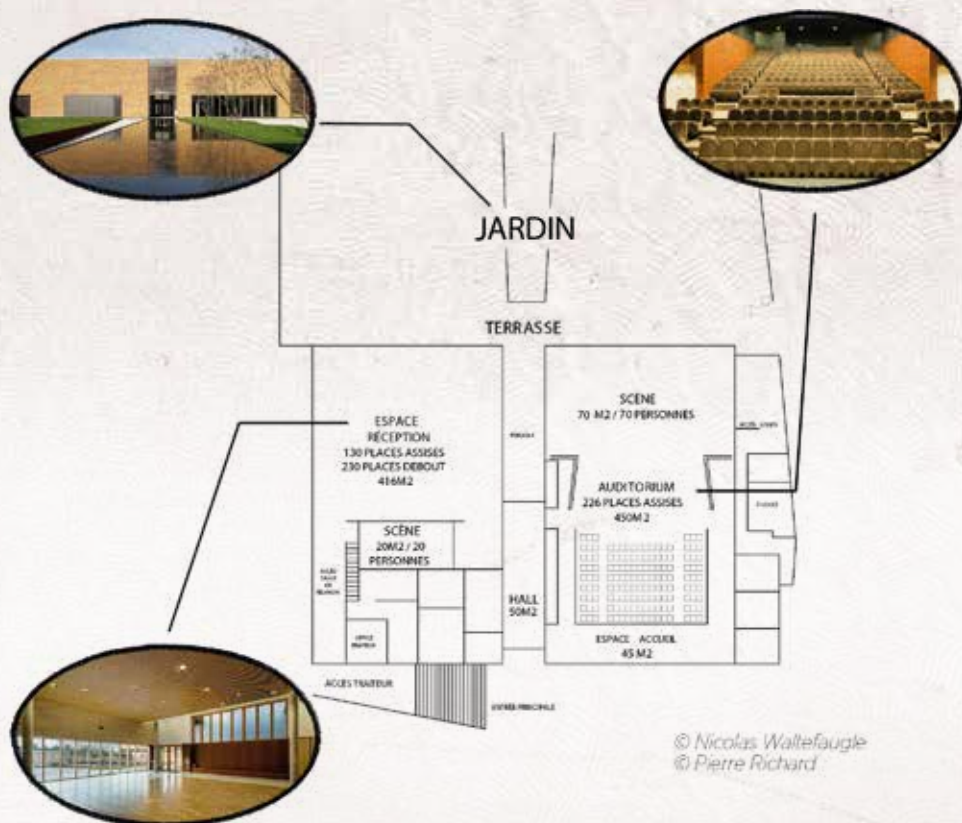 JARDIN
TERRASSE
SCÈNE
70 M2 / 70 PERSONNES
ESPACE
RÉCEPTION
130 PLACES ASSISES
230 PLACES DEBOUT
416M2
AUDITORIUM
226 PLACES ASSISES
450M2
SCÈNE
20M2 / 20
PERSONNES
HALL
50M2
ESPACE ACCUEIL
45 M2
ACCÈS TRAITEUR
ENTRÉE PRINCIPALE
© Nicolas Waltefaugle
© Pierre Richard